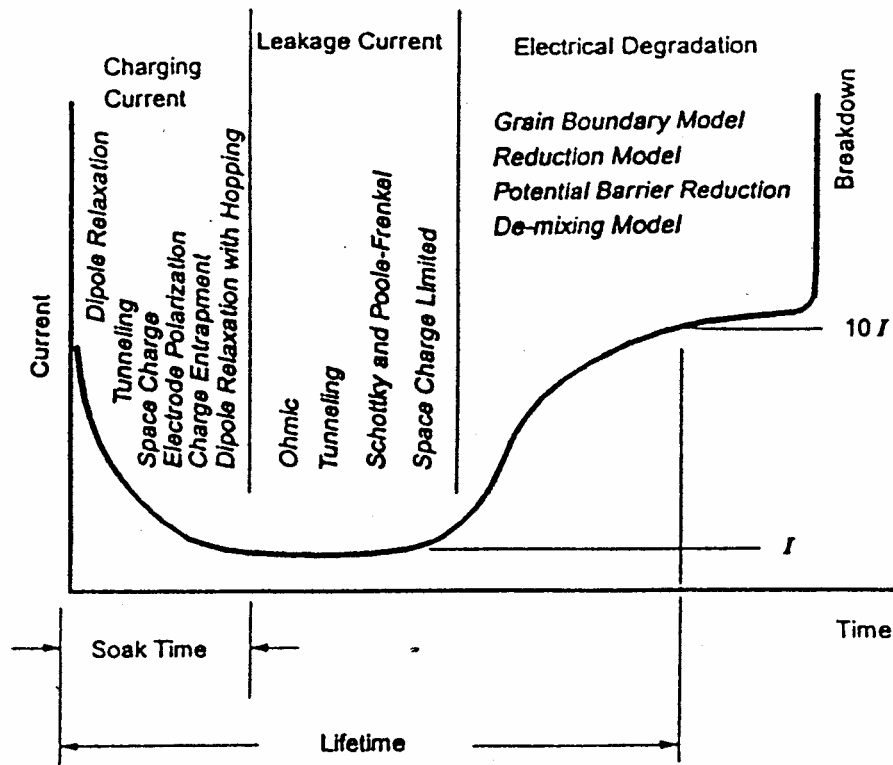 Charging
Current
Leakage Current
Electrical Degradation
Dipole Relaxation
Tunneling
Space Charge
Electrode Polarization
Charge Entrapment
Dipole Relaxation with Hopping
Ohmic
Tunneling
Schottky and Poole-Frenkel
Space Charge Limited
Grain Boundary Model
Reduction Model
Potential Barrier Reduction
De-mixing Model
Breakdown
Current
10 I
I
Time
Soak Time
Lifetime